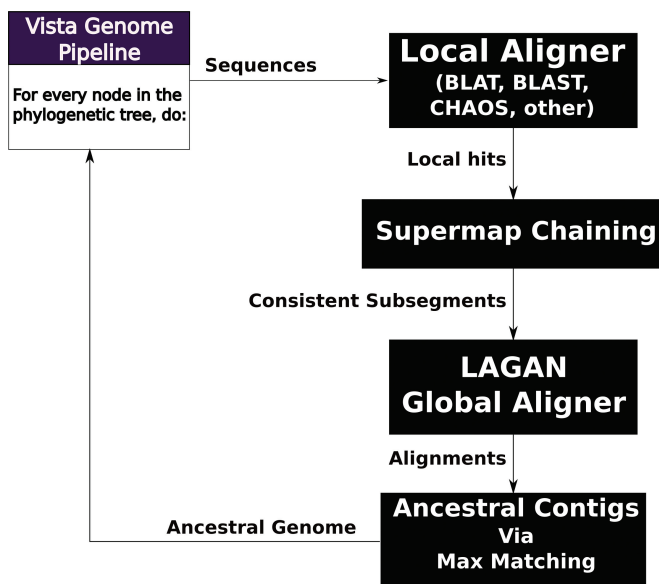 Vista Genome
Pipeline
For every node in the
phylogenetic tree, do:
Sequences
Local Aligner
(BLAT, BLAST,
CHAOS, other)
Local hits
Supermap Chaining
Consistent Subsegments
LAGAN
Global Aligner
Alignments
Ancestral Contigs
Via
Max Matching
Ancestral Genome